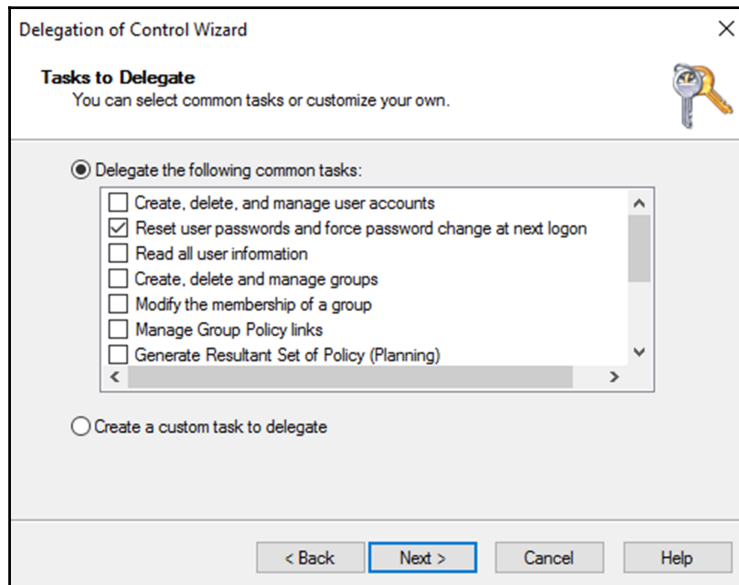 Delegation of Control Wizard
Tasks to Delegate
You can select common tasks or customize your own.
Delegate the following common tasks:
Create, delete, and manage user accounts
Reset user passwords and force password change at next logon
Read all user information
Create, delete and manage groups
Modify the membership of a group
Manage Group Policy links
Generate Resultant Set of Policy (Planning)
Create a custom task to delegate
< Back Next > Cancel Help